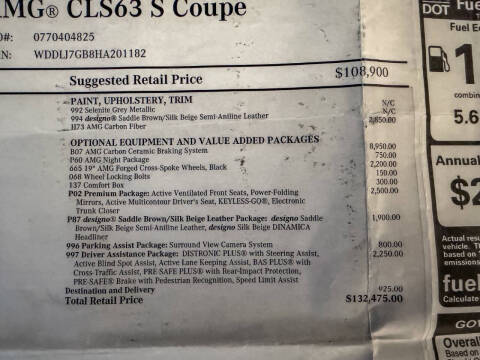 AMG® CLS63 S Coupe
O#: 0770404825
IN: WDDLJ7GB8HA201182
Suggested Retail Price $108,900
PAINT, UPHOLSTERY, TRIM
992 Selenite Grey Metallic N/C
994 designo® Saddle Brown/Silk Beige Semi-Aniline Leather N/C
H73 AMG Carbon Fiber 2,850.00
OPTIONAL EQUIPMENT AND VALUE ADDED PACKAGES
B07 AMG Carbon Ceramic Braking System 8,950.00
P60 AMG Night Package 750.00
665 19" AMG Forged Cross-Spoke Wheels, Black 2,200.00
068 Wheel Locking Bolts 150.00
137 Comfort Box 300.00
P02 Premium Package: Active Ventilated Front Seats, Power-Folding 2,500.00
Mirrors, Active Multicontour Driver's Seat, KEYLESS-GO®, Electronic
Trunk Closer
P87 designo® Saddle Brown/Silk Beige Leather Package: designo Saddle 1,900.00
Brown/Silk Beige Semi-Aniline Leather, designo Silk Beige DINAMICA
Headliner
996 Parking Assist Package: Surround View Camera System 800.00
997 Driver Assistance Package: DISTRONIC PLUS® with Steering Assist, 2,250.00
Active Blind Spot Assist, Active Lane Keeping Assist, BAS PLUS® with
Cross-Traffic Assist, PRE-SAFE PLUS® with Rear-Impact Protection,
PRE-SAFE® Brake with Pedestrian Recognition, Speed Limit Assist
Destination and Delivery 925.00
Total Retail Price $132,475.00
DOT Fue
Fuel Ec
1
combin
5.6
Annual
$2
Actual resu
vehicle. T
based on
emissions
fuel
Calculate
GOV
Overall
Based on